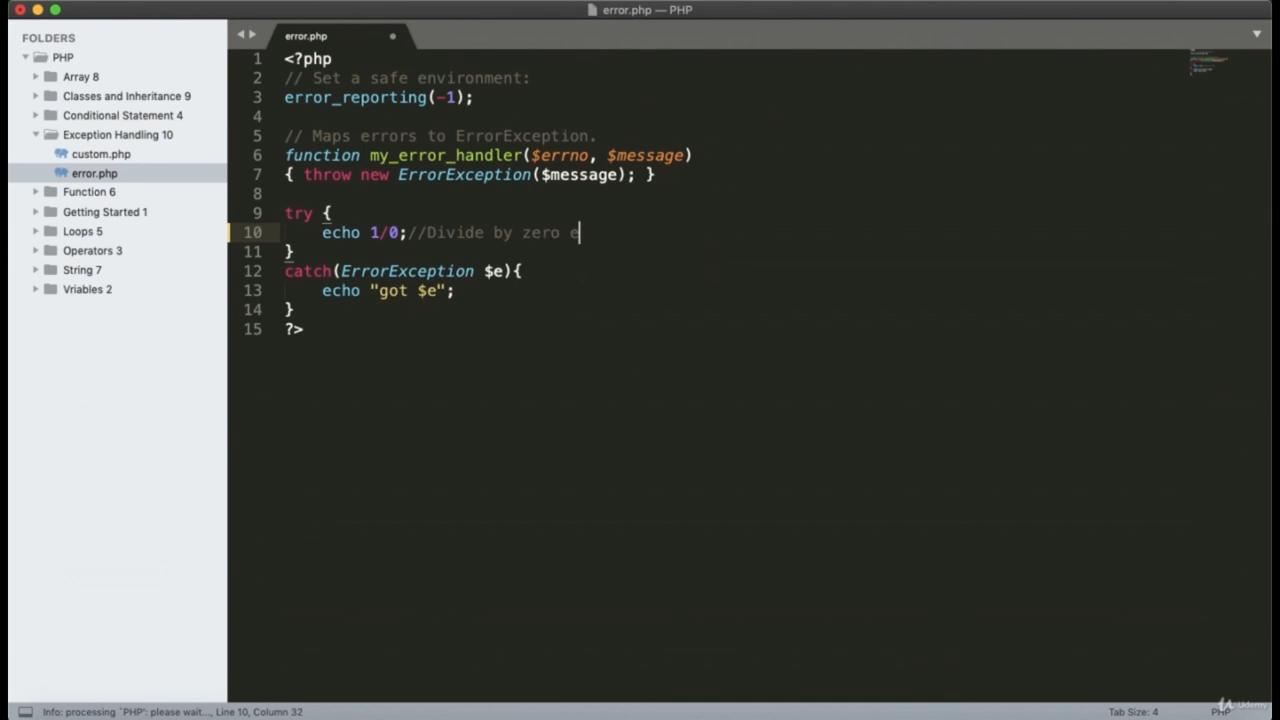 error.php — PHP
FOLDERS
PHP
Array 8
Classes and Inheritance 9
Conditional Statement 4
Exception Handling 10
custom.php
error.php
Function 6
Getting Started 1
Loops 5
Operators 3
String 7
Vriables 2
error.php
1 <?php
2 // Set a safe environment:
3 error_reporting(-1);
4
5 // Maps errors to ErrorException.
6 function my_error_handler($errno, $message)
7 { throw new ErrorException($message); }
8
9 try {
10 echo 1/0;//Divide by zero e
11 }
12 catch(ErrorException $e){
13 echo "got $e";
14 }
15 ?>
Info: processing `PHP`: please wait..., Line 10, Column 32
Tab Size: 4
PHP
Udemy